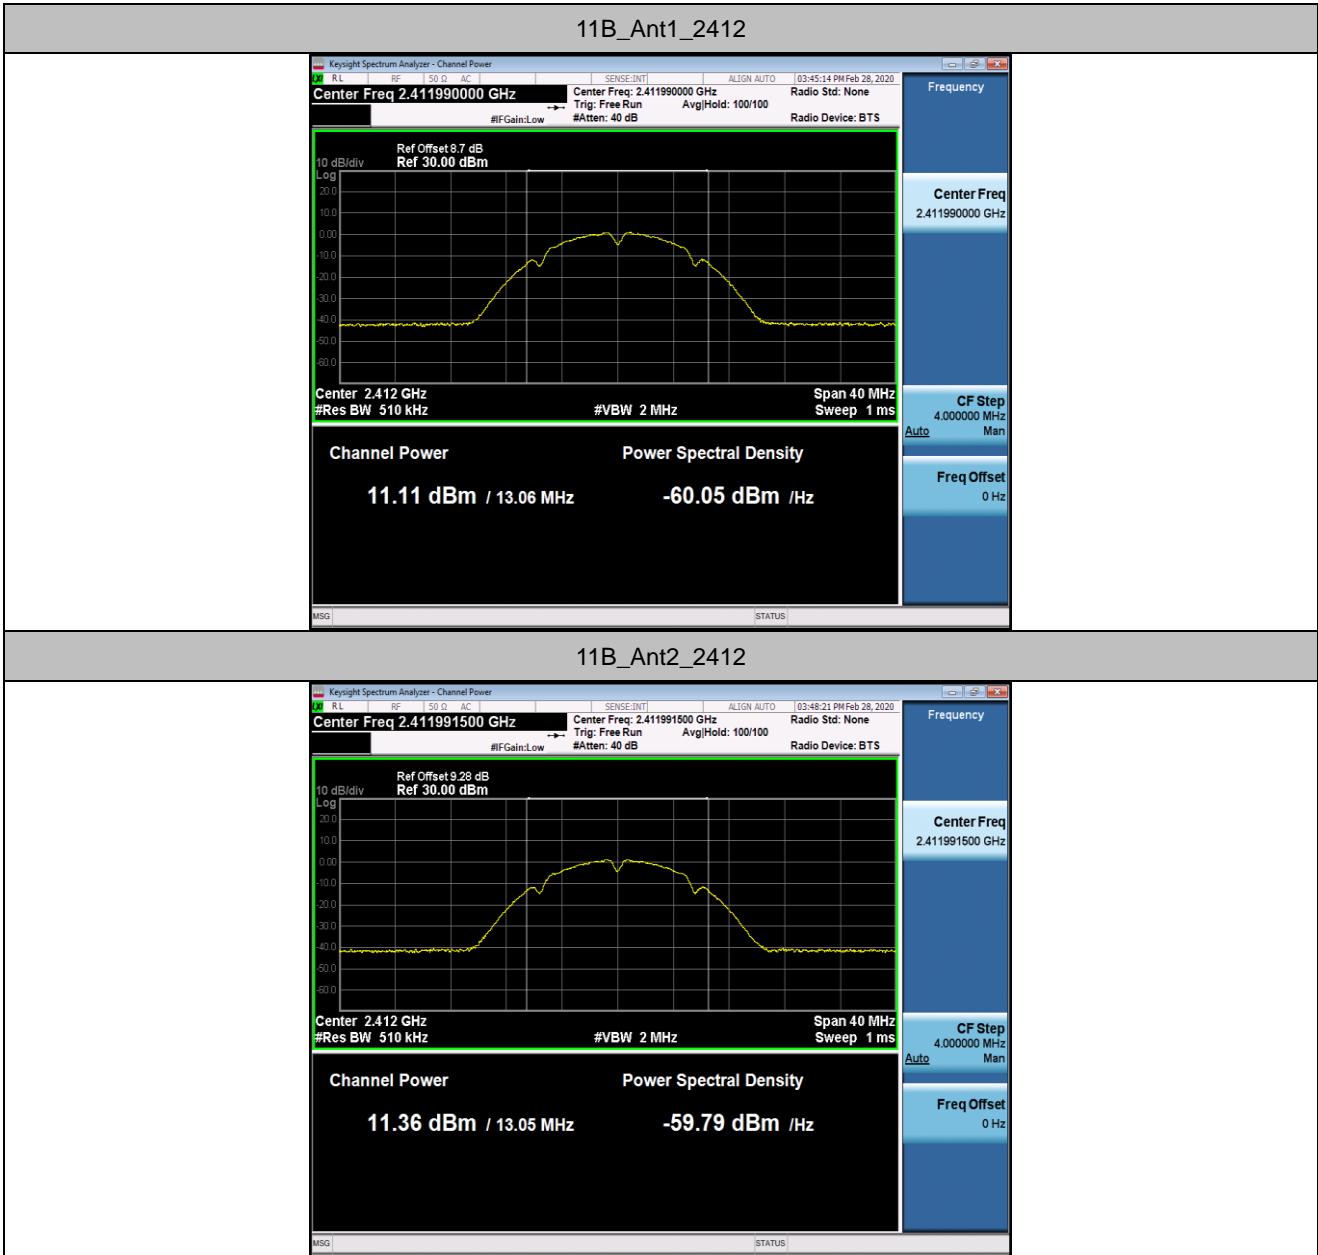 11B_Ant1_2412
Keysight Spectrum Analyzer - Channel Power
LXI RL RF 50 Ω AC SENSE:INT ALIGN AUTO 03:45:14 PM Feb 28, 2020
Center Freq 2.411990000 GHz
Center Freq: 2.411990000 GHz Radio Std: None
Trig: Free Run Avg|Hold: 100/100
#IFGain:Low #Atten: 40 dB Radio Device: BTS
Frequency
Ref Offset 8.7 dB
10 dB/div Ref 30.00 dBm
Log
20.0
10.0
0.00
-10.0
-20.0
-30.0
-40.0
-50.0
-60.0
Center 2.412 GHz Span 40 MHz
#Res BW 510 kHz #VBW 2 MHz Sweep 1 ms
Center Freq
2.411990000 GHz
CF Step
4.000000 MHz
Auto Man
Freq Offset
0 Hz
Channel Power Power Spectral Density
11.11 dBm / 13.06 MHz -60.05 dBm /Hz
MSG STATUS
11B_Ant2_2412
Keysight Spectrum Analyzer - Channel Power
LXI RL RF 50 Ω AC SENSE:INT ALIGN AUTO 03:48:21 PM Feb 28, 2020
Center Freq 2.411991500 GHz
Center Freq: 2.411991500 GHz Radio Std: None
Trig: Free Run Avg|Hold: 100/100
#IFGain:Low #Atten: 40 dB Radio Device: BTS
Frequency
Ref Offset 9.28 dB
10 dB/div Ref 30.00 dBm
Log
20.0
10.0
0.00
-10.0
-20.0
-30.0
-40.0
-50.0
-60.0
Center 2.412 GHz Span 40 MHz
#Res BW 510 kHz #VBW 2 MHz Sweep 1 ms
Center Freq
2.411991500 GHz
CF Step
4.000000 MHz
Auto Man
Freq Offset
0 Hz
Channel Power Power Spectral Density
11.36 dBm / 13.05 MHz -59.79 dBm /Hz
MSG STATUS